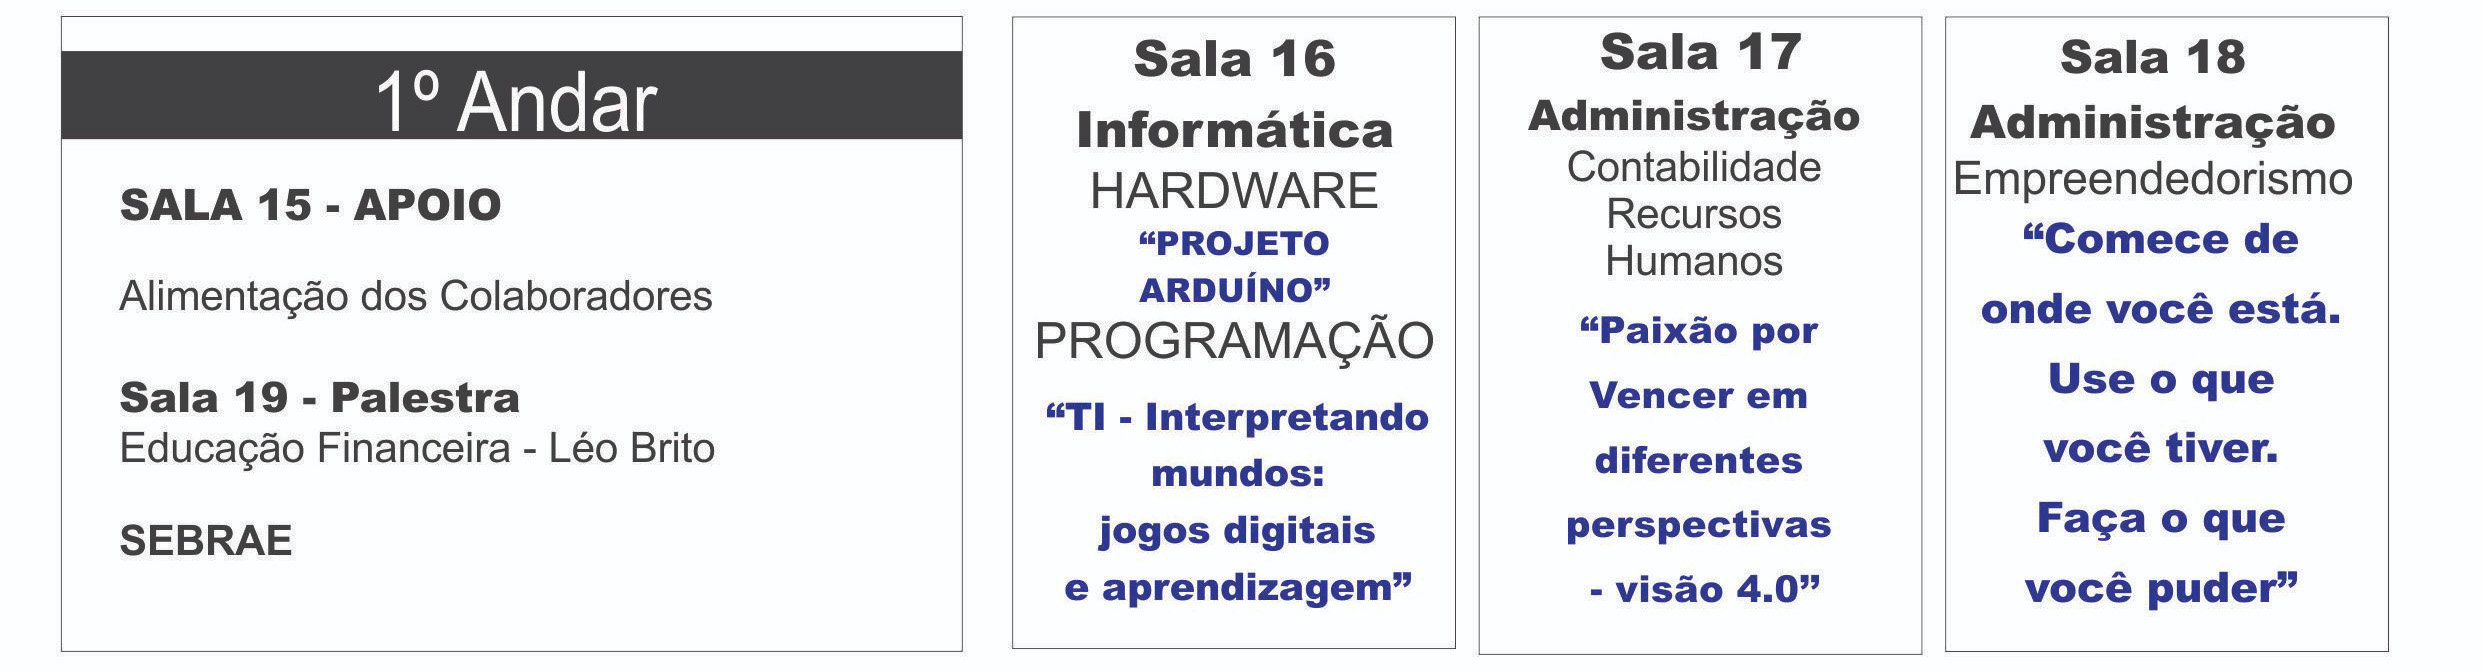 1º Andar
SALA 15 - APOIO
Alimentação dos Colaboradores
Sala 19 - Palestra
Educação Financeira - Léo Brito
SEBRAE
Sala 16
Informática
HARDWARE
“PROJETO
ARDUÍNO”
PROGRAMAÇÃO
“TI - Interpretando
mundos:
jogos digitais
e aprendizagem”
Sala 17
Administração
Contabilidade
Recursos
Humanos
“Paixão por
Vencer em
diferentes
perspectivas
- visão 4.0”
Sala 18
Administração
Empreendedorismo
“Comece de
onde você está.
Use o que
você tiver.
Faça o que
você puder”